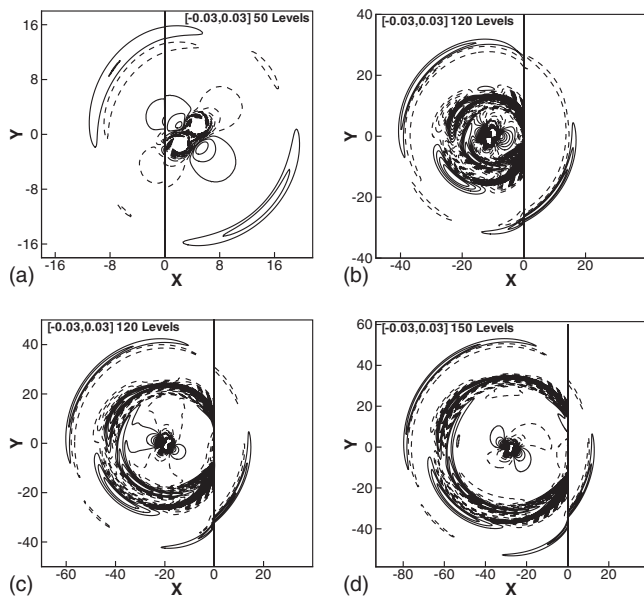 [-0.03,0.03] 50 Levels
16
8
0
-8
-16
Y
-16 -8 0 8 16
X
(a)
[-0.03,0.03] 120 Levels
40
20
0
-20
-40
Y
-40 -20 0 20
X
(b)
[-0.03,0.03] 120 Levels
40
20
0
-20
-40
Y
-60 -40 -20 0 20
X
(c)
[-0.03,0.03] 150 Levels
60
40
20
0
-20
-40
-60
Y
-80 -60 -40 -20 0 20
X
(d)